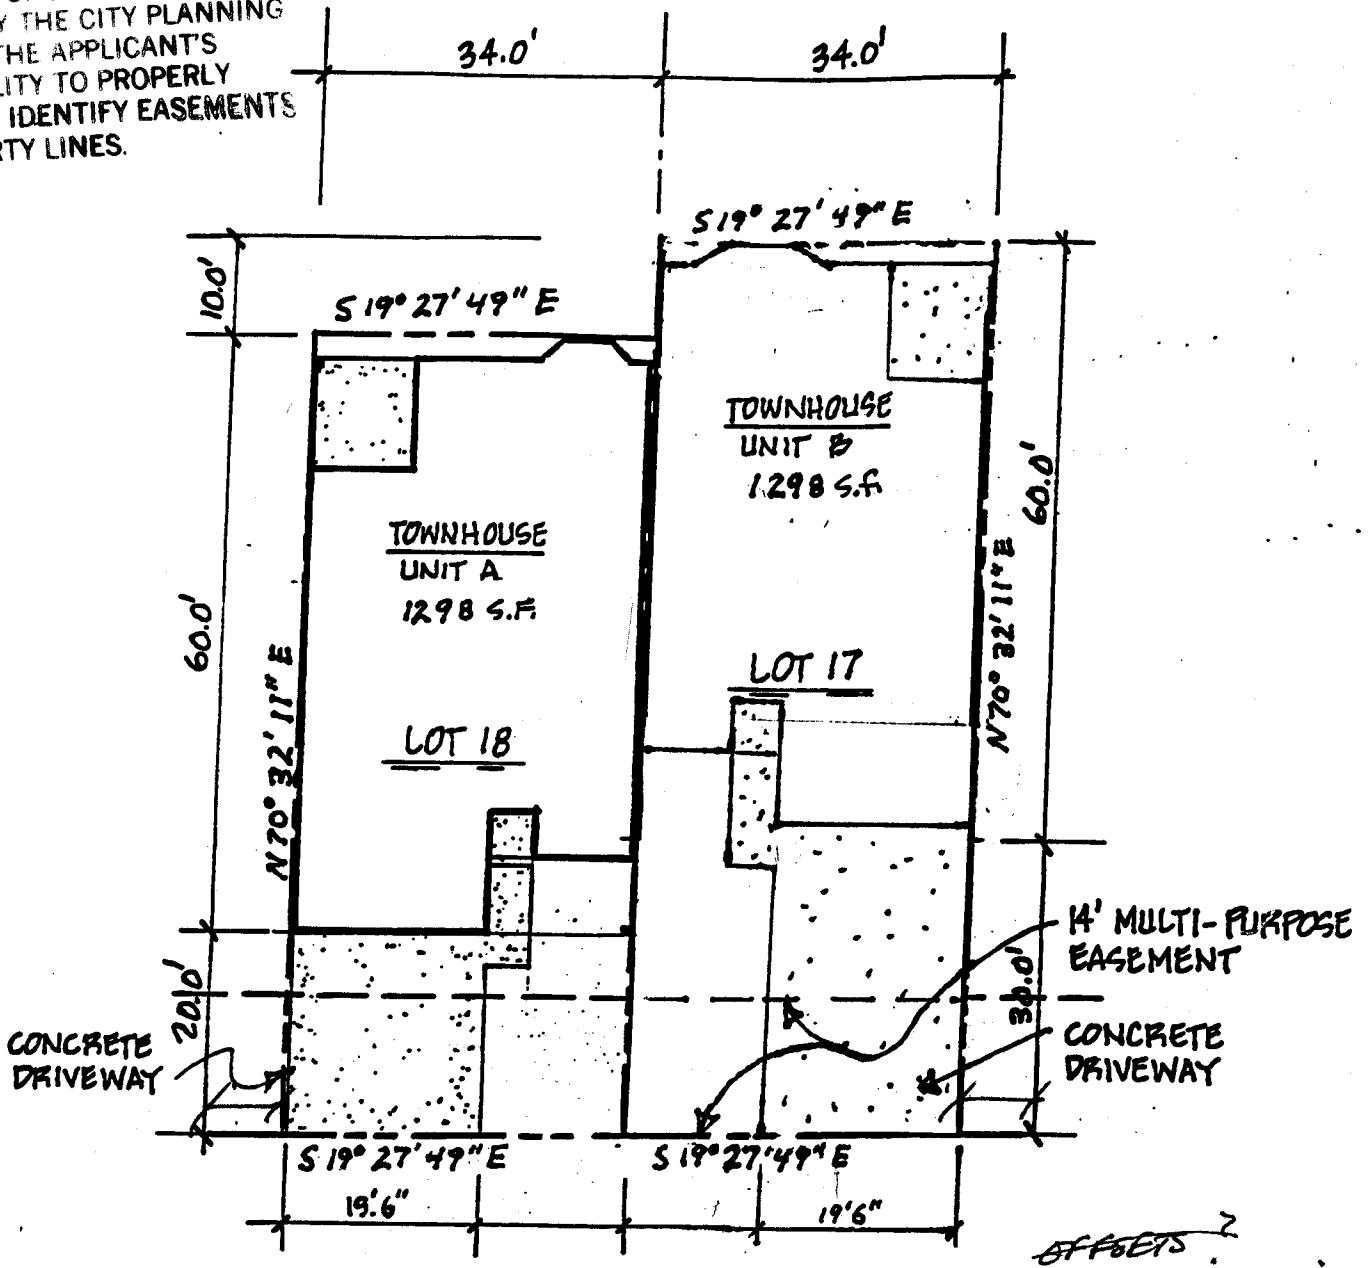 Y THE CITY PLANNING
THE APPLICANT'S
LITY TO PROPERLY
IDENTIFY EASEMENTS
RTY LINES.
34.0'
34.0'
S 19° 27' 49" E
10.0'
S 19° 27' 49" E
TOWNHOUSE
UNIT B
1298 S.F.
60.0'
TOWNHOUSE
UNIT A
1298 S.F.
60.0'
N 70° 32' 11" E
N 70° 32' 11" E
LOT 17
LOT 18
14' MULTI-PURPOSE
EASEMENT
20.0'
30.0'
CONCRETE
DRIVEWAY
CONCRETE
DRIVEWAY
S 19° 27' 49" E
S 19° 27' 49" E
19'6"
19'6"
OFFSETS ?